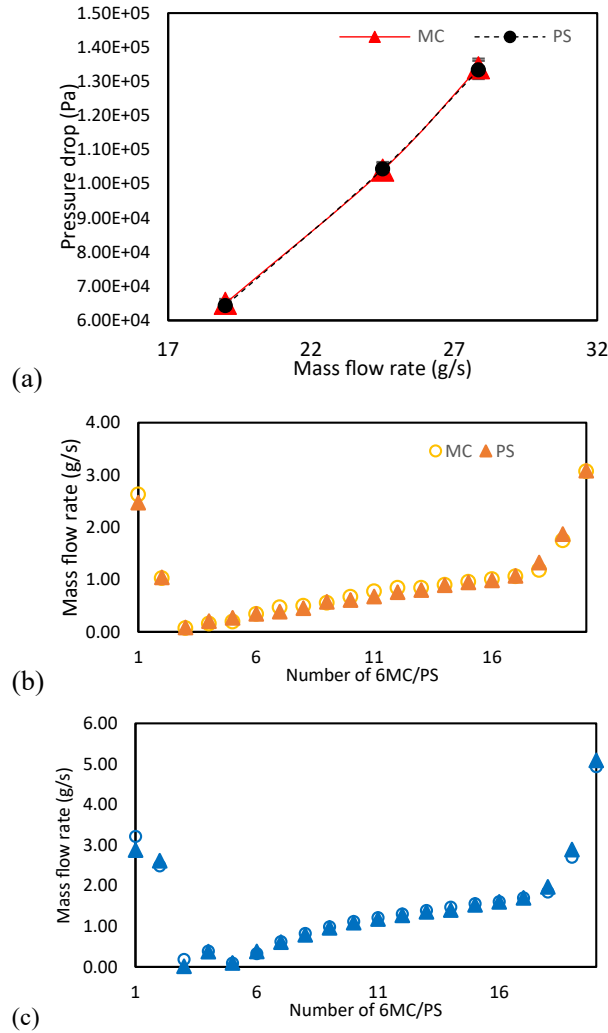 1.50E+05
MC PS
1.40E+05
1.30E+05
1.20E+05
1.10E+05
1.00E+05
9.00E+04
8.00E+04
7.00E+04
6.00E+04
Pressure drop (Pa)
17 22 27 32
Mass flow rate (g/s)
(a)
4.00
MC PS
3.00
2.00
1.00
0.00
Mass flow rate (g/s)
1 6 11 16
Number of 6MC/PS
(b)
6.00
5.00
4.00
3.00
2.00
1.00
0.00
Mass flow rate (g/s)
1 6 11 16
Number of 6MC/PS
(c)